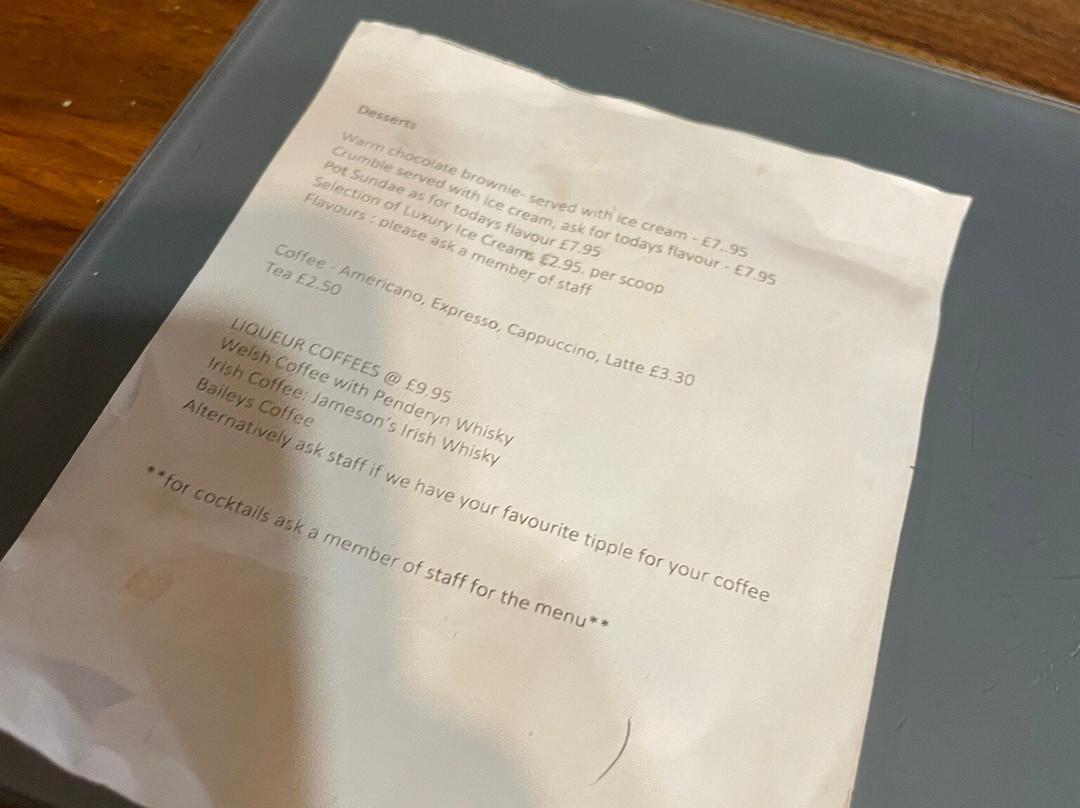 Desserts
Warm chocolate brownie- served with ice cream - £7..95
Crumble served with ice cream, ask for todays flavour - £7.95
Pot Sundae as for todays flavour £7.95
Selection of Luxury Ice Creams £2.95, per scoop
Flavours : please ask a member of staff
Coffee - Americano, Expresso, Cappuccino, Latte £3.30
Tea £2.50
LIQUEUR COFFEES @ £9.95
Welsh Coffee with Penderyn Whisky
Irish Coffee: Jameson's Irish Whisky
Baileys Coffee
Alternatively ask staff if we have your favourite tipple for your coffee
**for cocktails ask a member of staff for the menu**